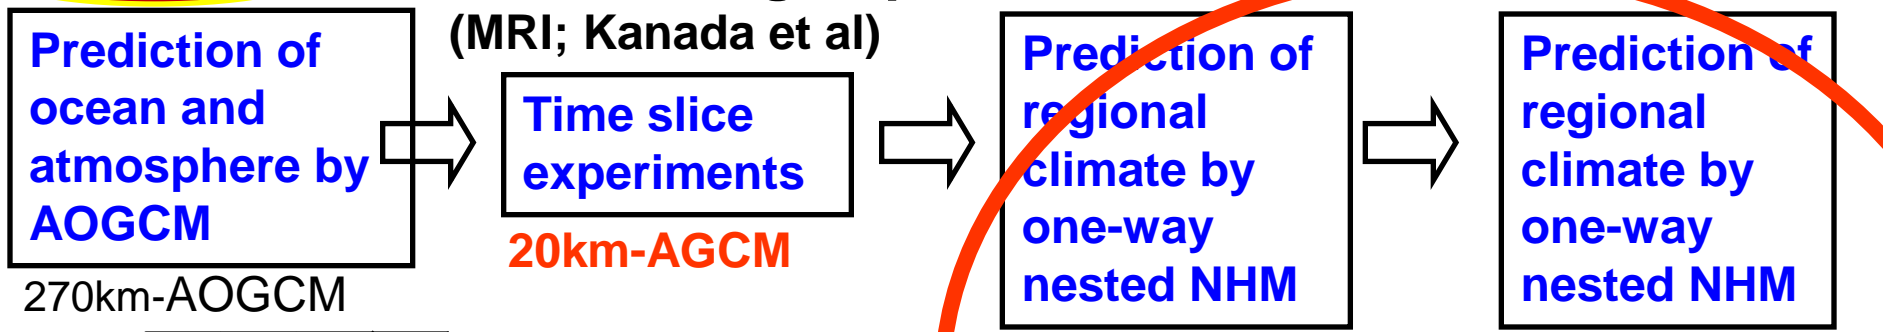 (MRI; Kanada et al)
Prediction of
ocean and
atmosphere by
AOGCM
270km-AOGCM
Time slice
experiments
20km-AGCM
Prediction of
regional
climate by
one-way
nested NHM
Prediction of
regional
climate by
one-way
nested NHM